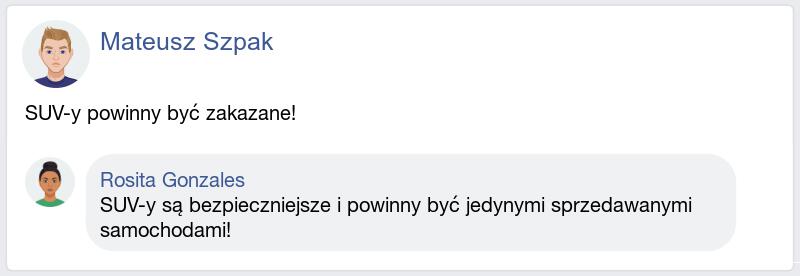 Mateusz Szpak
SUV-y powinny być zakazane!
Rosita Gonzales
SUV-y są bezpieczniejsze i powinny być jedynymi sprzedawanymi
samochodami!